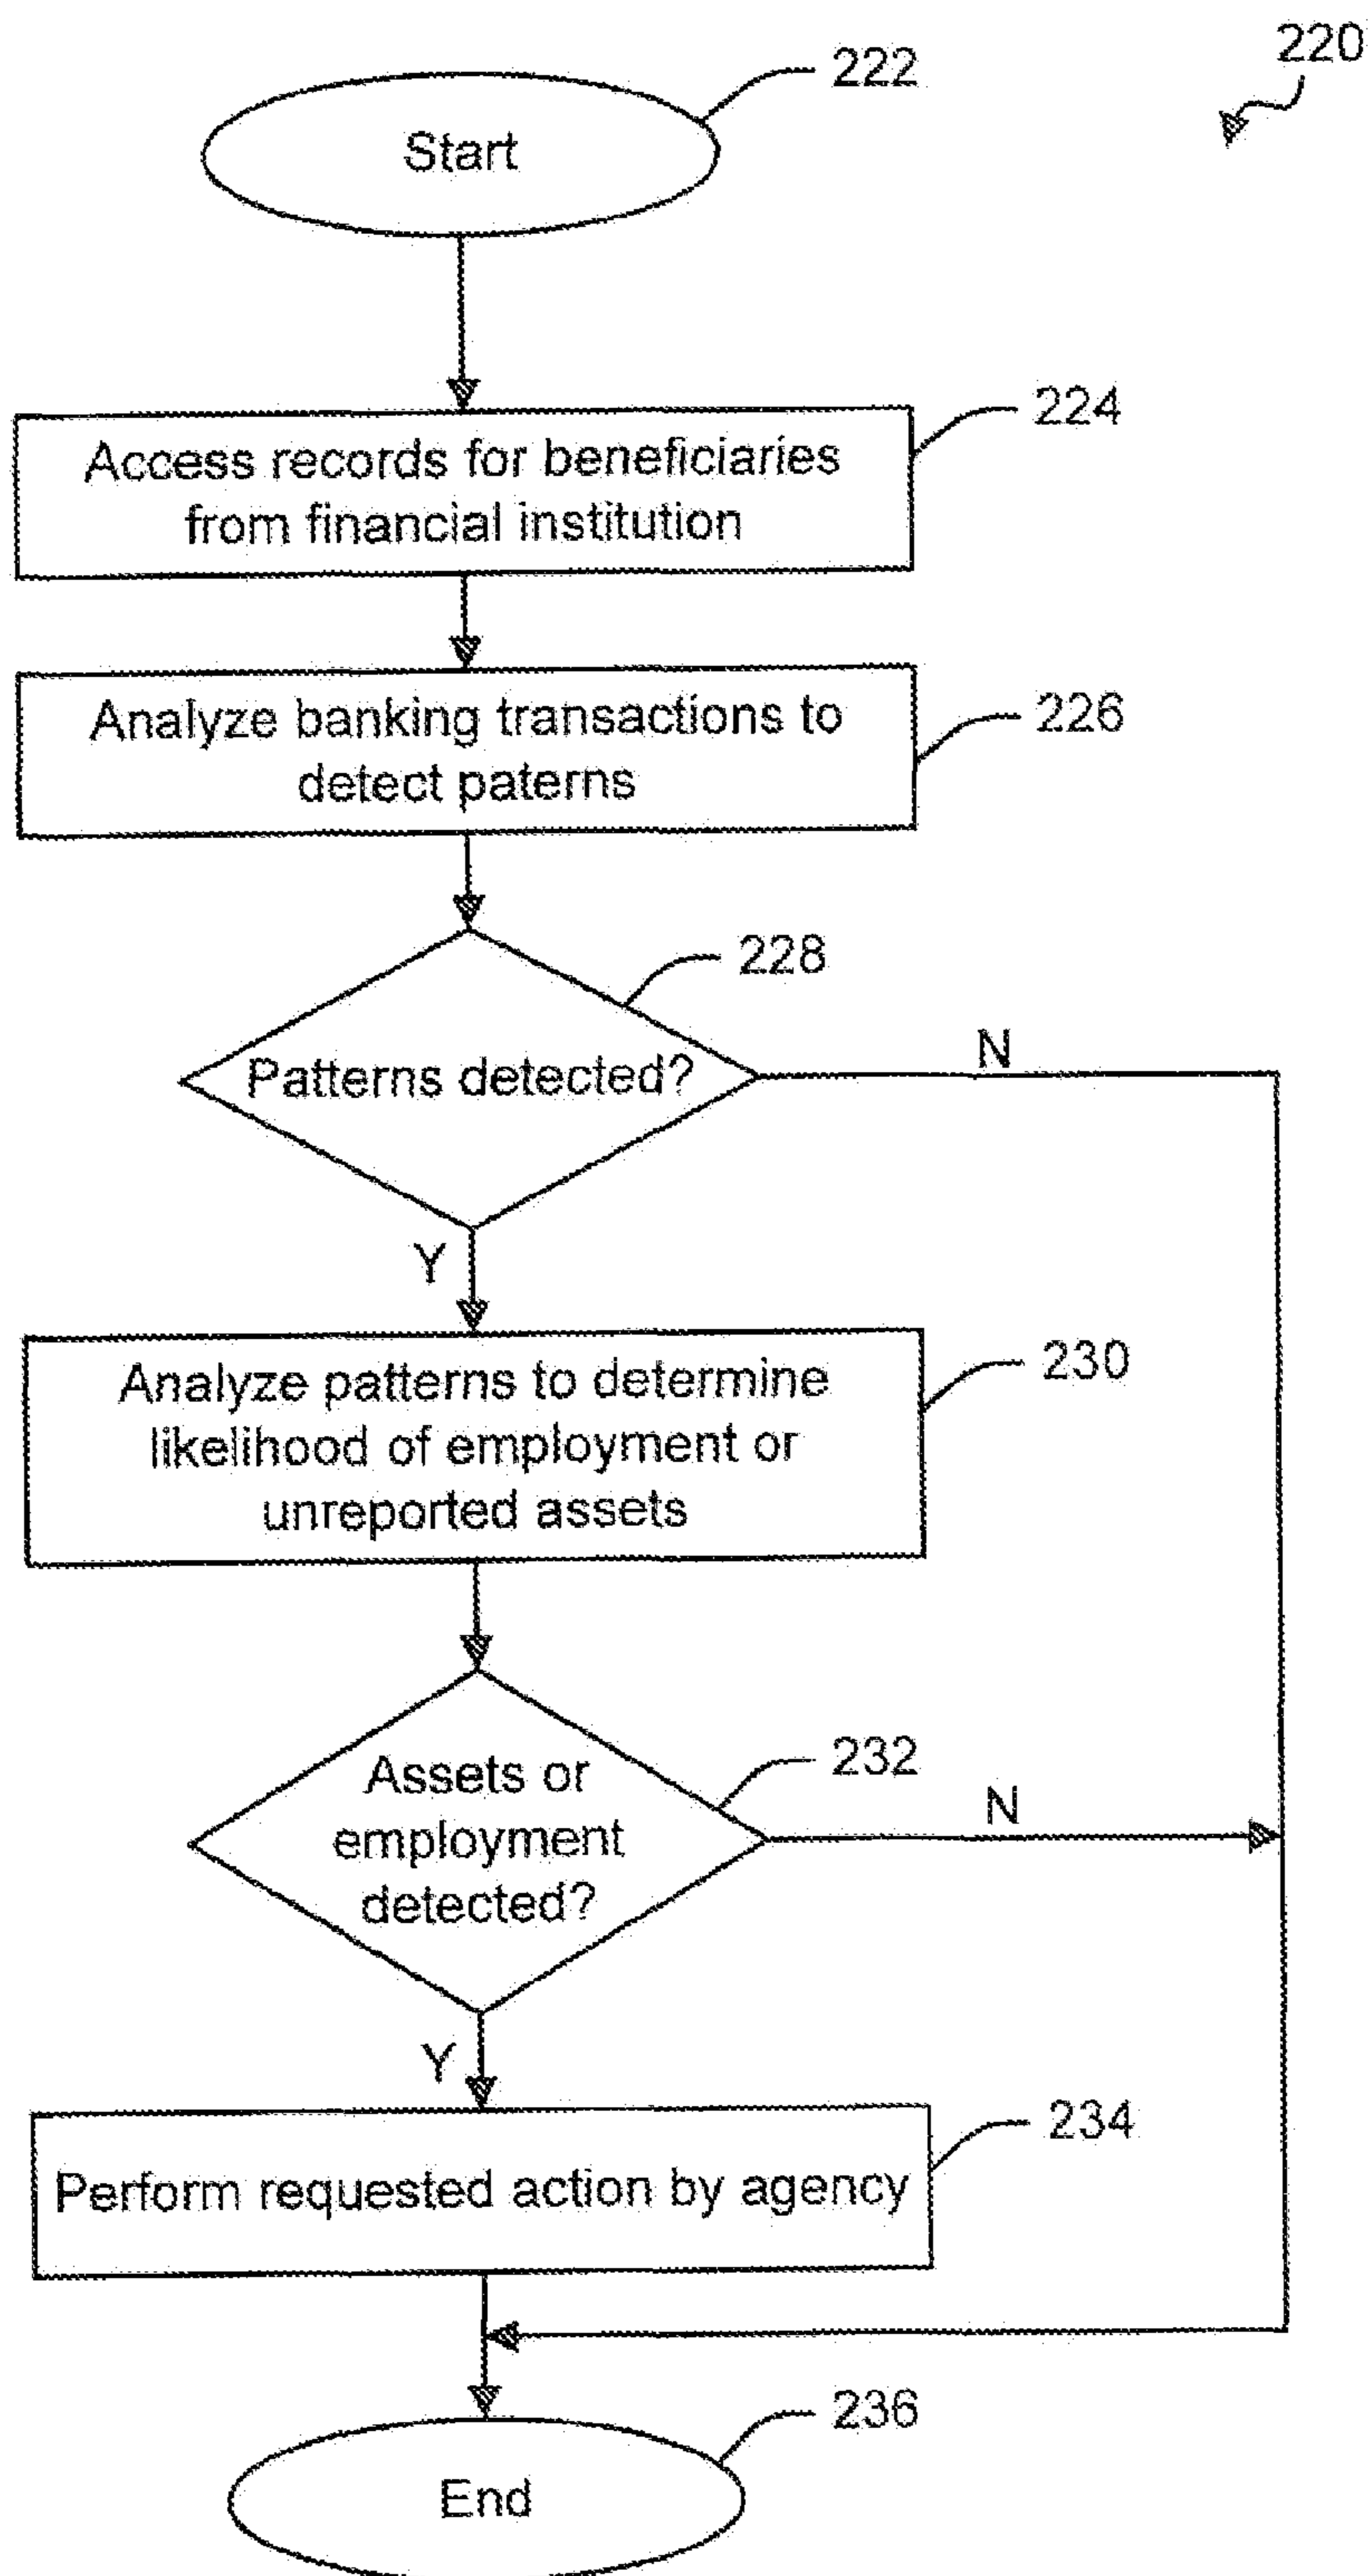 220
222
Start
224
Access records for beneficiaries
from financial institution
226
Analyze banking transactions to
detect paterns
228
Patterns detected?
N
Y
230
Analyze patterns to determine
likelihood of employment or
unreported assets
232
Assets or
employment
detected?
N
Y
234
Perform requested action by agency
236
End